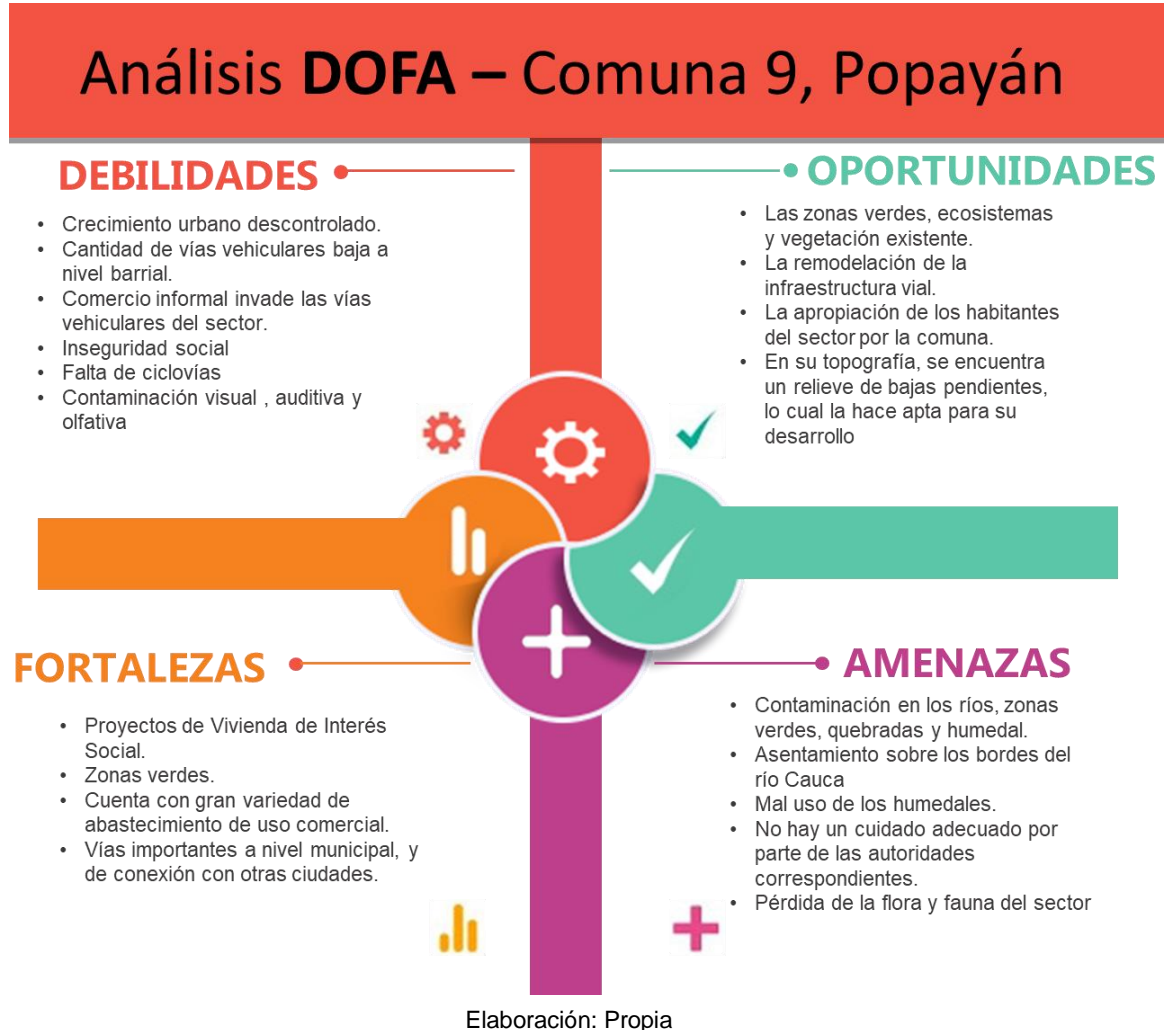 Análisis DOFA – Comuna 9, Popayán
DEBILIDADES
• Crecimiento urbano descontrolado.
• Cantidad de vías vehiculares baja a
nivel barrial.
• Comercio informal invade las vías
vehiculares del sector.
• Inseguridad social
• Falta de ciclovías
• Contaminación visual , auditiva y
olfativa
OPORTUNIDADES
• Las zonas verdes, ecosistemas
y vegetación existente.
• La remodelación de la
infraestructura vial.
• La apropiación de los habitantes
del sector por la comuna.
• En su topografía, se encuentra
un relieve de bajas pendientes,
lo cual la hace apta para su
desarrollo
FORTALEZAS
• Proyectos de Vivienda de Interés
Social.
• Zonas verdes.
• Cuenta con gran variedad de
abastecimiento de uso comercial.
• Vías importantes a nivel municipal, y
de conexión con otras ciudades.
AMENAZAS
• Contaminación en los ríos, zonas
verdes, quebradas y humedal.
• Asentamiento sobre los bordes del
río Cauca
• Mal uso de los humedales.
• No hay un cuidado adecuado por
parte de las autoridades
correspondientes.
• Pérdida de la flora y fauna del sector
Elaboración: Propia